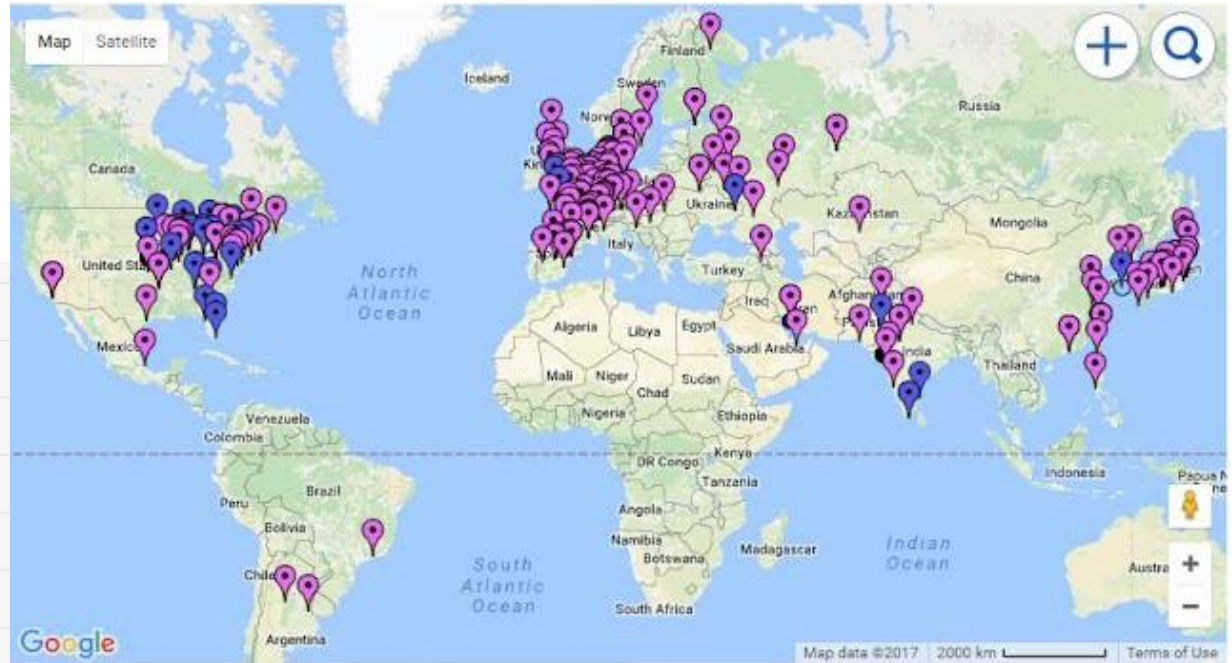 Map Satellite
Iceland
Finland
Sweden
Norw
Russia
Canada
United Sta
Mexico
North
Atlantic
Ocean
Ukraine
Kazakhstan
Mongolia
China
Italy
Turkey
Iraq
Iran
Afghanistan
India
Thailand
Algeria
Libya
Egypt
Saudi Arabia
Mali
Niger
Chad
Sudan
Nigeria
Ethiopia
Venezuela
Colombia
DR Congo
Kenya
Tanzania
Indonesia
Papua N
Peru
Brazil
Bolivia
Angola
Namibia
Botswana
Madagascar
Indian
Ocean
Chile
South
Atlantic
Ocean
South Africa
Argentina
Austra
Google
Map data ©2017 2000 km Terms of Use